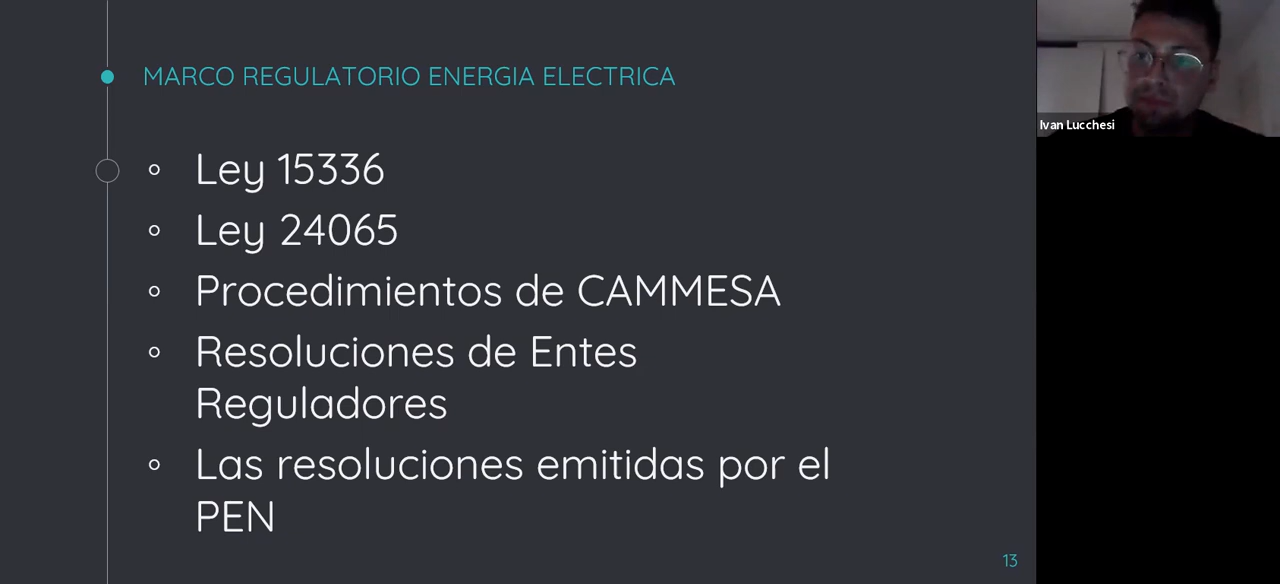 MARCO REGULATORIO ENERGIA ELECTRICA
Ley 15336
Ley 24065
Procedimientos de CAMMESA
Resoluciones de Entes
Reguladores
Las resoluciones emitidas por el
PEN
13
Ivan Lucchesi